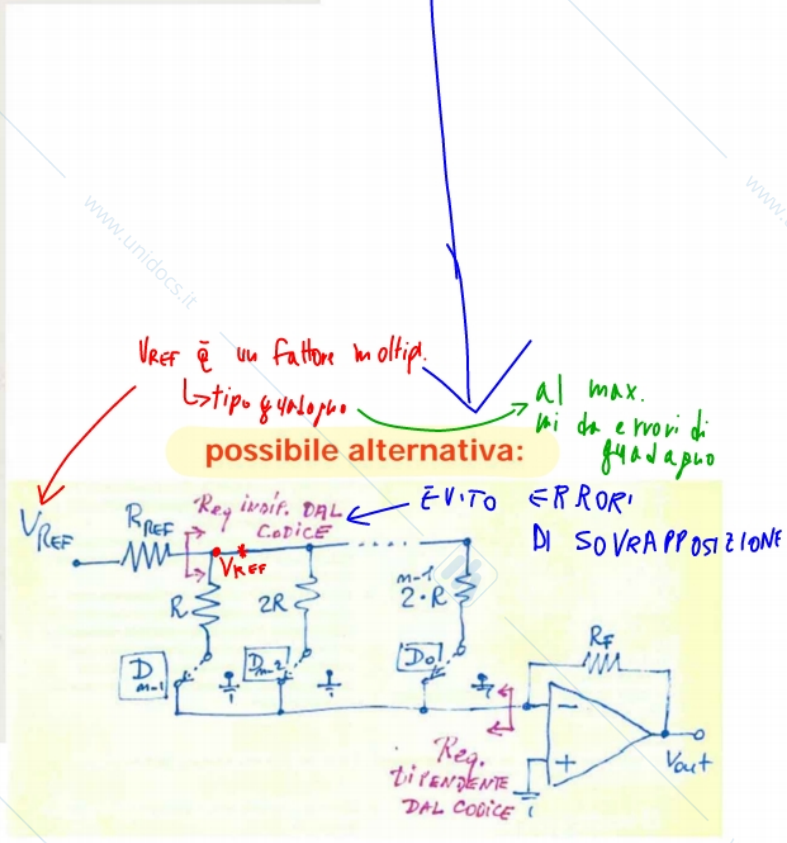 www.unidocs.it
www.
VREF è un fattore moltipl.
↳ tipo guadagno
al max.
mi da errori di
guadagno
possibile alternativa:
EVITO ERRORI
DI SOVRAPPOSIZIONE
Req indip. DAL
CODICE
VREF
RREF
VREF*
R
2R
2^{m-1}·R
Dm-1
Dm-2
D0
RF
−
+
Vout
Req.
DIPENDENTE
DAL CODICE